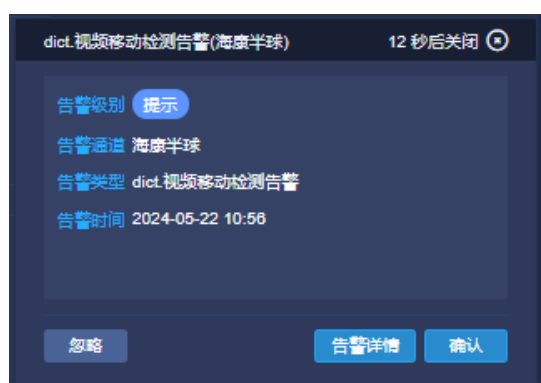 dict.视频移动检测告警(海康半球) 12 秒后关闭
告警级别 提示
告警通道 海康半球
告警类型 dict.视频移动检测告警
告警时间 2024-05-22 10:56
忽略 告警详情 确认